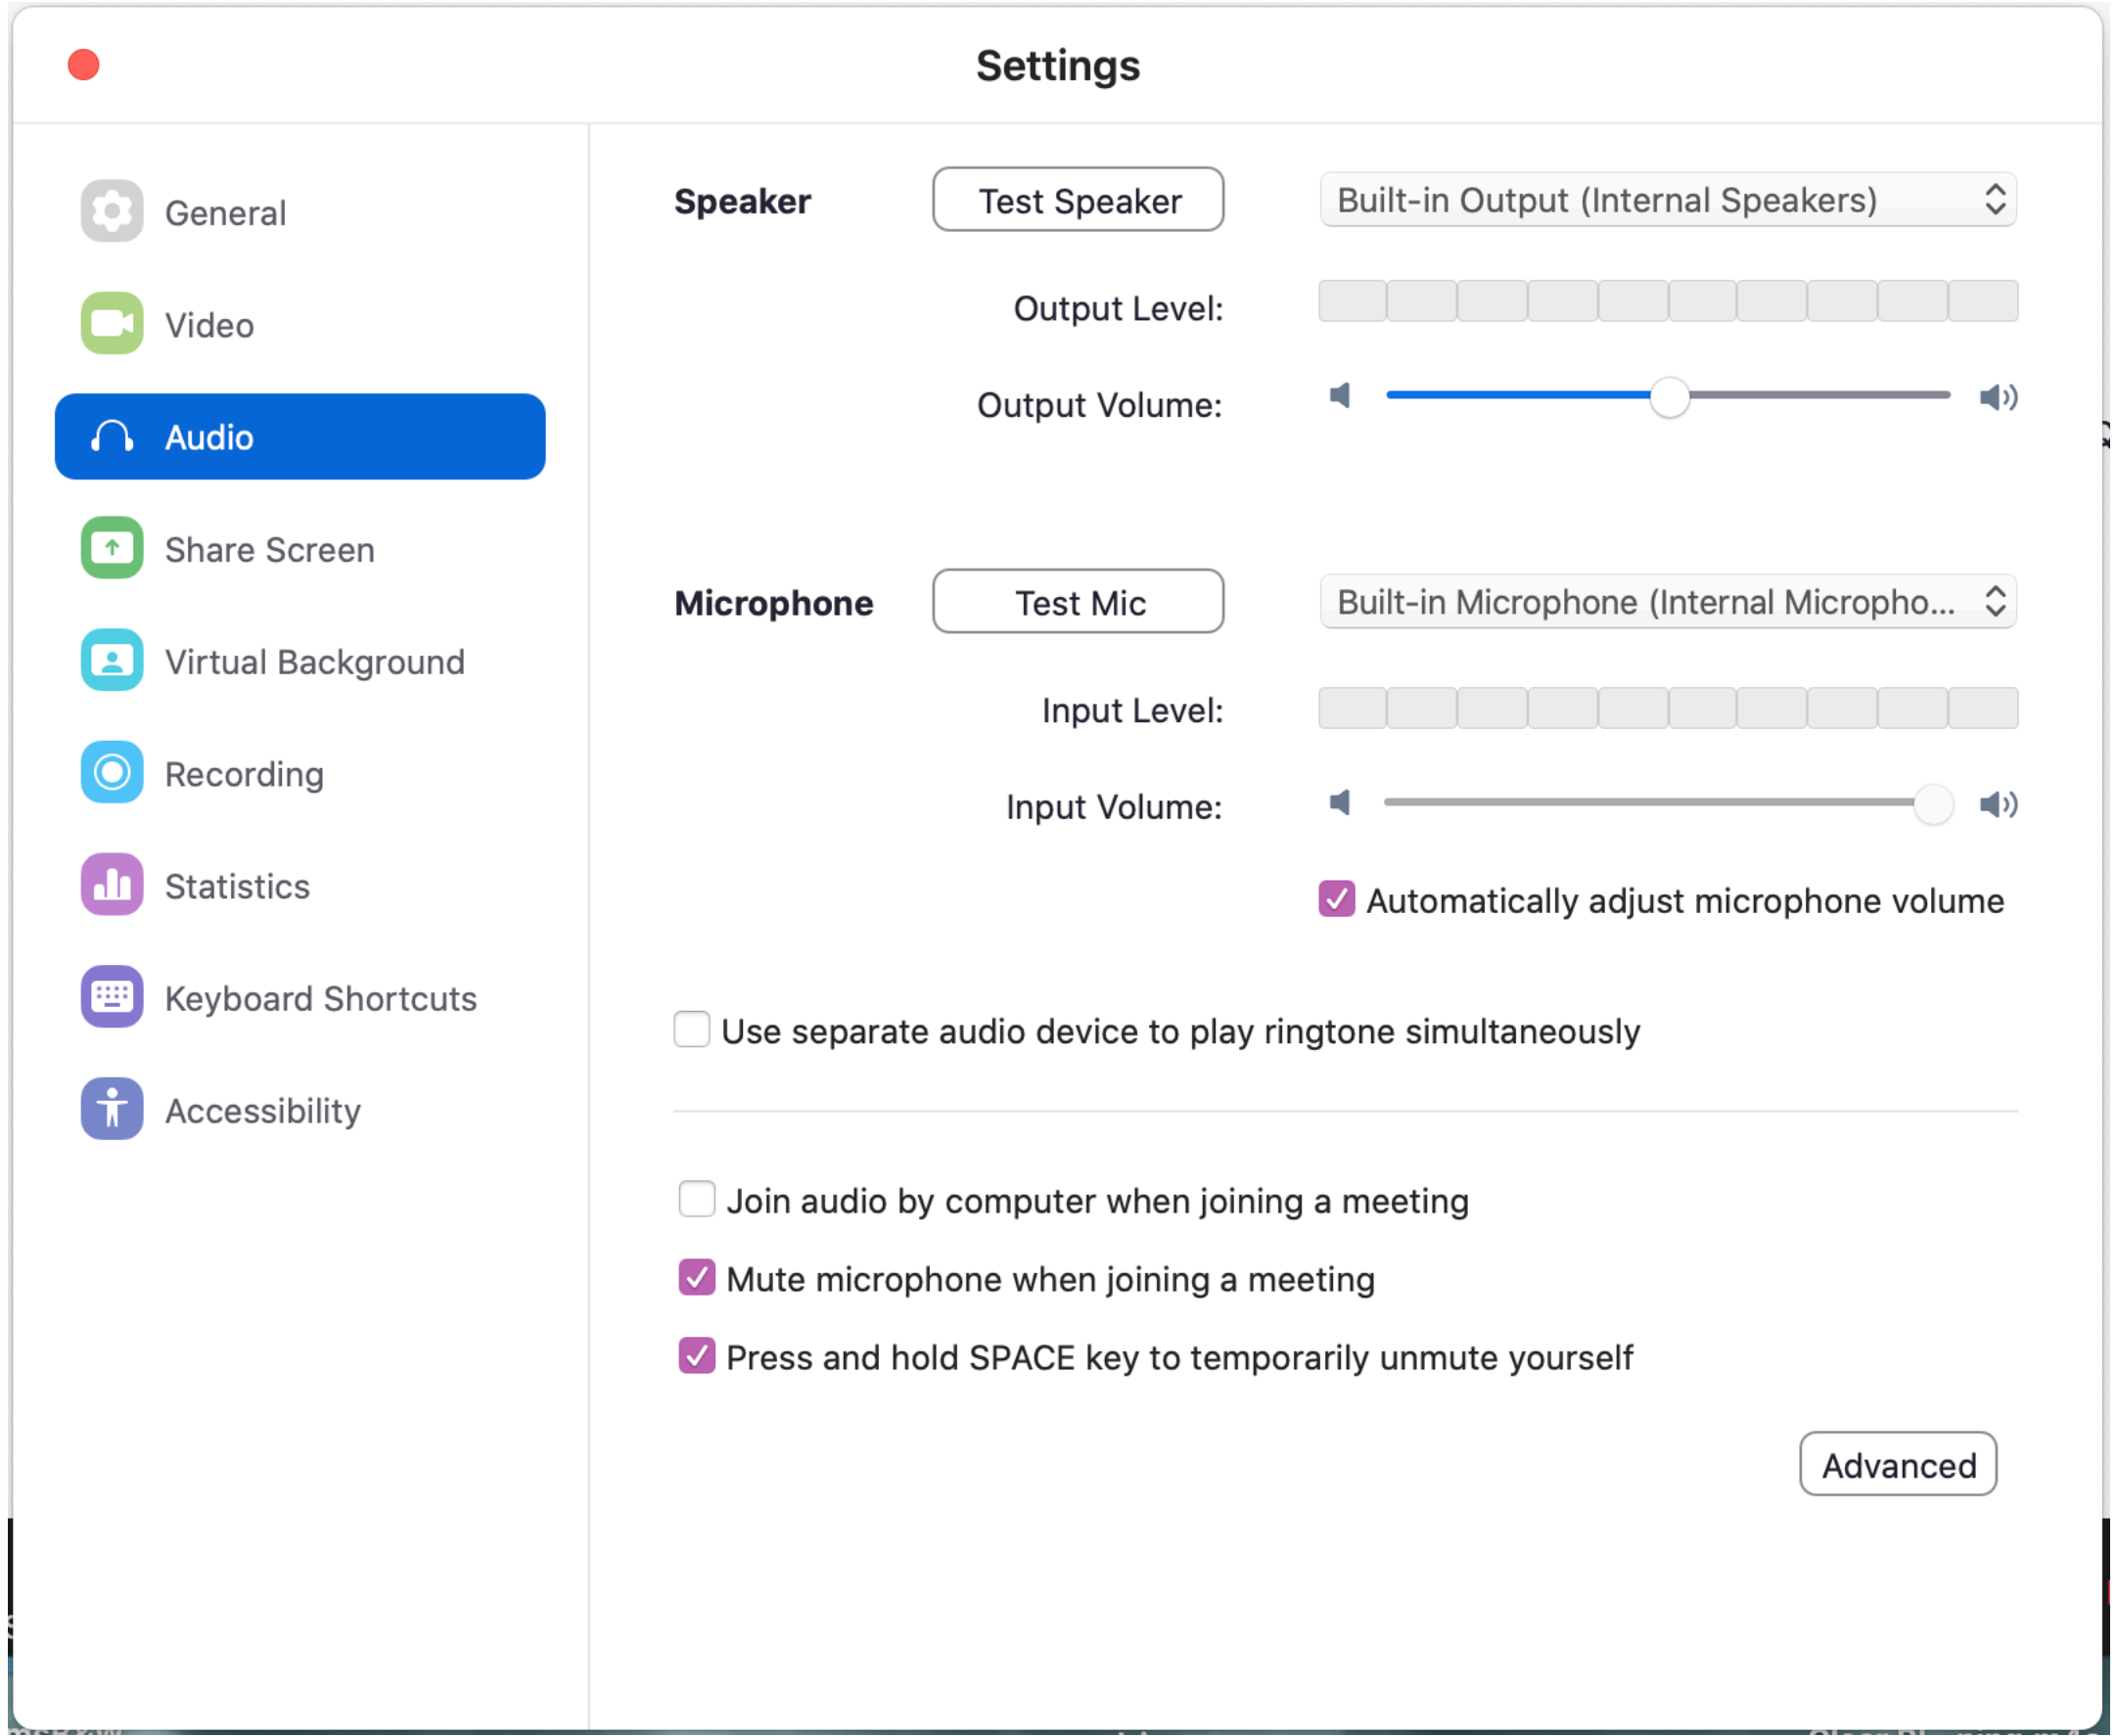 Settings
General
Video
Audio
Share Screen
Virtual Background
Recording
Statistics
Keyboard Shortcuts
Accessibility
Speaker
Test Speaker
Built-in Output (Internal Speakers)
Output Level:
Output Volume:
Microphone
Test Mic
Built-in Microphone (Internal Micropho...
Input Level:
Input Volume:
Automatically adjust microphone volume
Use separate audio device to play ringtone simultaneously
Join audio by computer when joining a meeting
Mute microphone when joining a meeting
Press and hold SPACE key to temporarily unmute yourself
Advanced